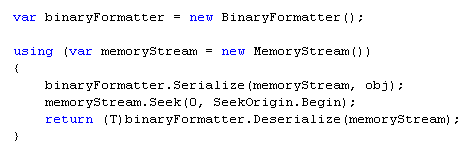 var binaryFormatter = new BinaryFormatter();
using (var memoryStream = new MemoryStream())
{
binaryFormatter.Serialize(memoryStream, obj);
memoryStream.Seek(0, SeekOrigin.Begin);
return (T)binaryFormatter.Deserialize(memoryStream);
}